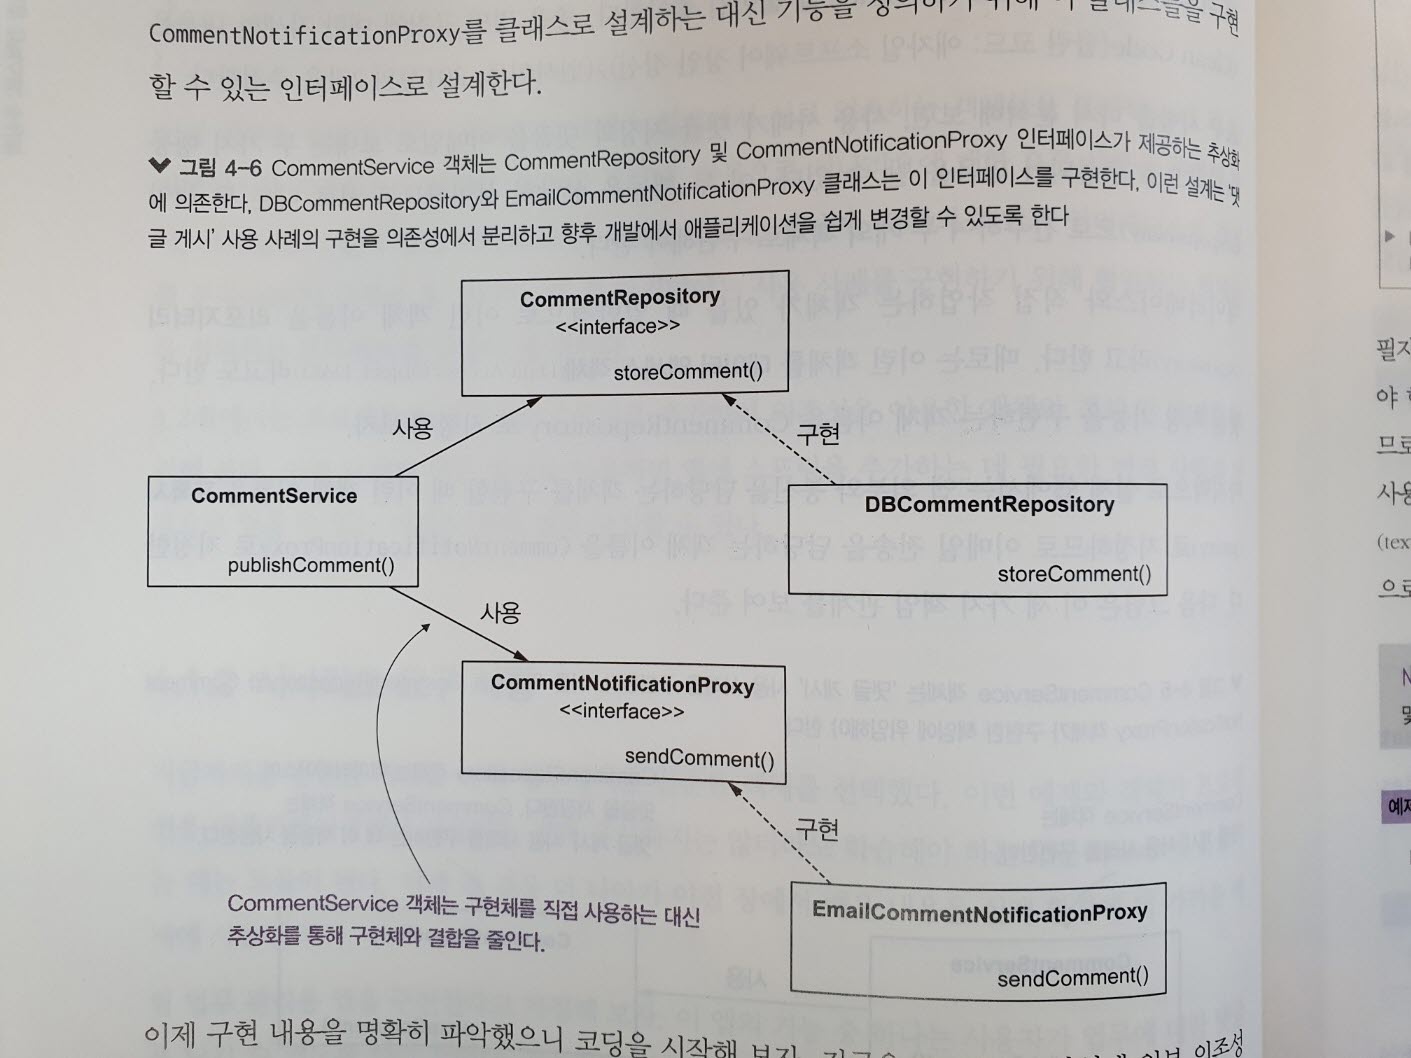 CommentNotificationProxy를 클래스로 설계하는 대신 기능을 정의하기 위해 이 클래스들을 구현
할 수 있는 인터페이스로 설계한다.
그림 4-6 CommentService 객체는 CommentRepository 및 CommentNotificationProxy 인터페이스가 제공하는 추상화
에 의존한다. DBCommentRepository와 EmailCommentNotificationProxy 클래스는 이 인터페이스를 구현한다. 이런 설계는 '댓
글 게시' 사용 사례의 구현을 의존성에서 분리하고 향후 개발에서 애플리케이션을 쉽게 변경할 수 있도록 한다
CommentRepository
<<interface>>
storeComment()
사용
구현
CommentService
publishComment()
DBCommentRepository
storeComment()
사용
CommentNotificationProxy
<<interface>>
sendComment()
구현
CommentService 객체는 구현체를 직접 사용하는 대신
추상화를 통해 구현체와 결합을 줄인다.
EmailCommentNotificationProxy
sendComment()
이제 구현 내용을 명확히 파악했으니 코딩을 시작해 보자.
필자
야
므로
사용
(tex
으로
예제